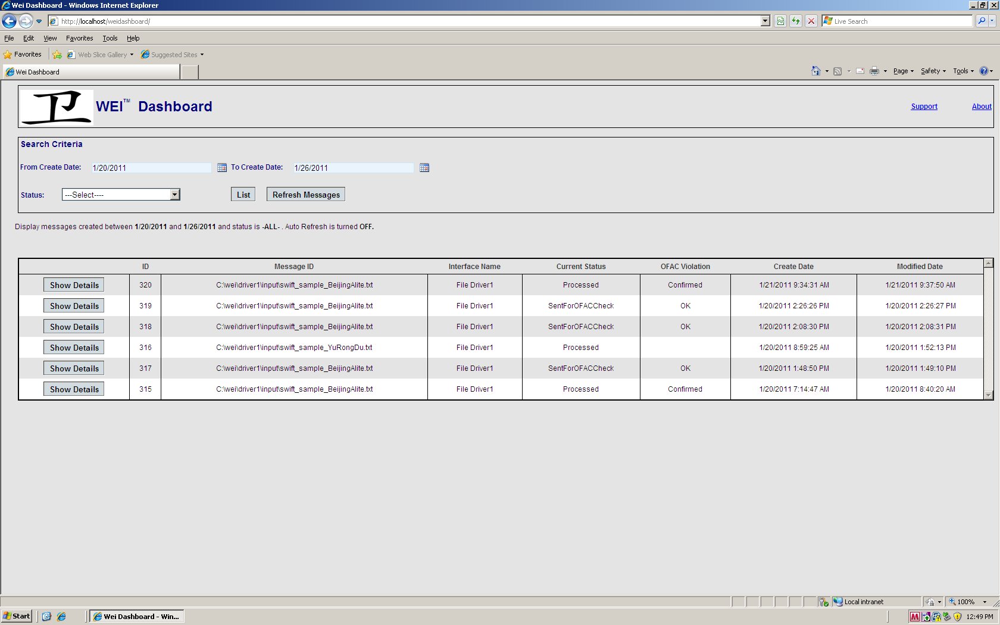 Wei Dashboard - Windows Internet Explorer
http://localhost/weidashboard/
Live Search
File Edit View Favorites Tools Help
Favorites Web Slice Gallery Suggested Sites
Wei Dashboard
Page Safety Tools
卫 WEI™ Dashboard
Support About
Search Criteria
From Create Date: 1/20/2011 To Create Date: 1/26/2011
Status: ---Select---- List Refresh Messages
Display messages created between 1/20/2011 and 1/26/2011 and status is -ALL- . Auto Refresh is turned OFF.
ID Message ID Interface Name Current Status OFAC Violation Create Date Modified Date
Show Details 320 C:\wei\driver1\input\swift_sample_BeijingAlite.txt File Driver1 Processed Confirmed 1/21/2011 9:34:31 AM 1/21/2011 9:37:50 AM
Show Details 319 C:\wei\driver1\input\swift_sample_BeijingAlite.txt File Driver1 SentForOFACCheck OK 1/20/2011 2:26:26 PM 1/20/2011 2:26:27 PM
Show Details 318 C:\wei\driver1\input\swift_sample_BeijingAlite.txt File Driver1 SentForOFACCheck OK 1/20/2011 2:08:30 PM 1/20/2011 2:08:31 PM
Show Details 316 C:\wei\driver1\input\swift_sample_YuRongDu.txt File Driver1 Processed 1/20/2011 8:59:25 AM 1/20/2011 1:52:13 PM
Show Details 317 C:\wei\driver1\input\swift_sample_BeijingAlite.txt File Driver1 SentForOFACCheck OK 1/20/2011 1:48:50 PM 1/20/2011 1:49:10 PM
Show Details 315 C:\wei\driver1\input\swift_sample_BeijingAlite.txt File Driver1 Processed Confirmed 1/20/2011 7:14:47 AM 1/20/2011 8:40:20 AM
Local intranet 100%
Start Wei Dashboard - Win... 12:49 PM